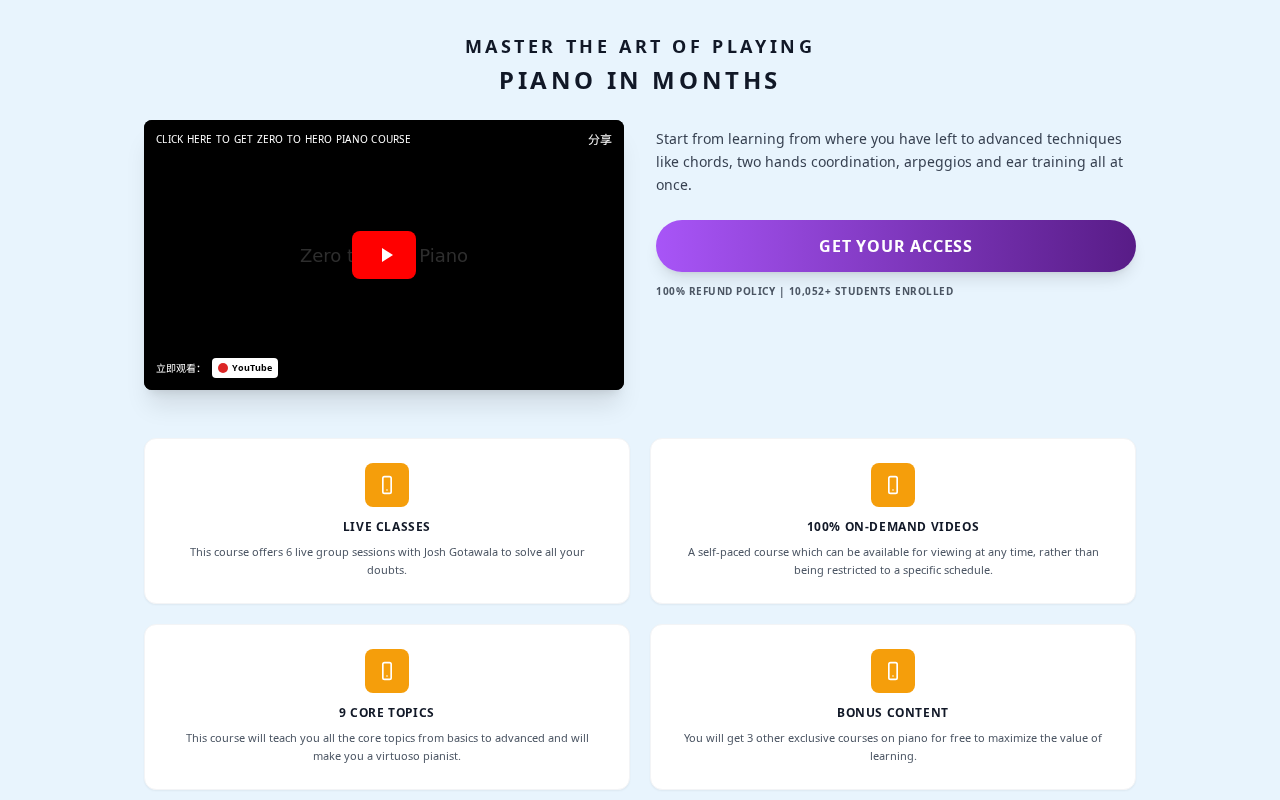 MASTER THE ART OF PLAYING
PIANO IN MONTHS
CLICK HERE TO GET ZERO TO HERO PIANO COURSE
分享
Zero t Piano
立即观看：
YouTube
Start from learning from where you have left to advanced techniques
like chords, two hands coordination, arpeggios and ear training all at
once.
GET YOUR ACCESS
100% REFUND POLICY | 10,052+ STUDENTS ENROLLED
LIVE CLASSES
This course offers 6 live group sessions with Josh Gotawala to solve all your
doubts.
100% ON-DEMAND VIDEOS
A self-paced course which can be available for viewing at any time, rather than
being restricted to a specific schedule.
9 CORE TOPICS
This course will teach you all the core topics from basics to advanced and will
make you a virtuoso pianist.
BONUS CONTENT
You will get 3 other exclusive courses on piano for free to maximize the value of
learning.